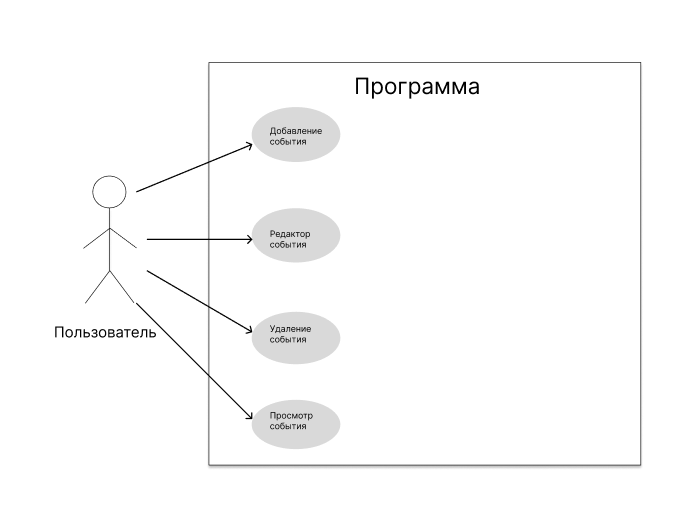 Программа
Добавление
события
Редактор
события
Удаление
события
Пользователь
Просмотр
события